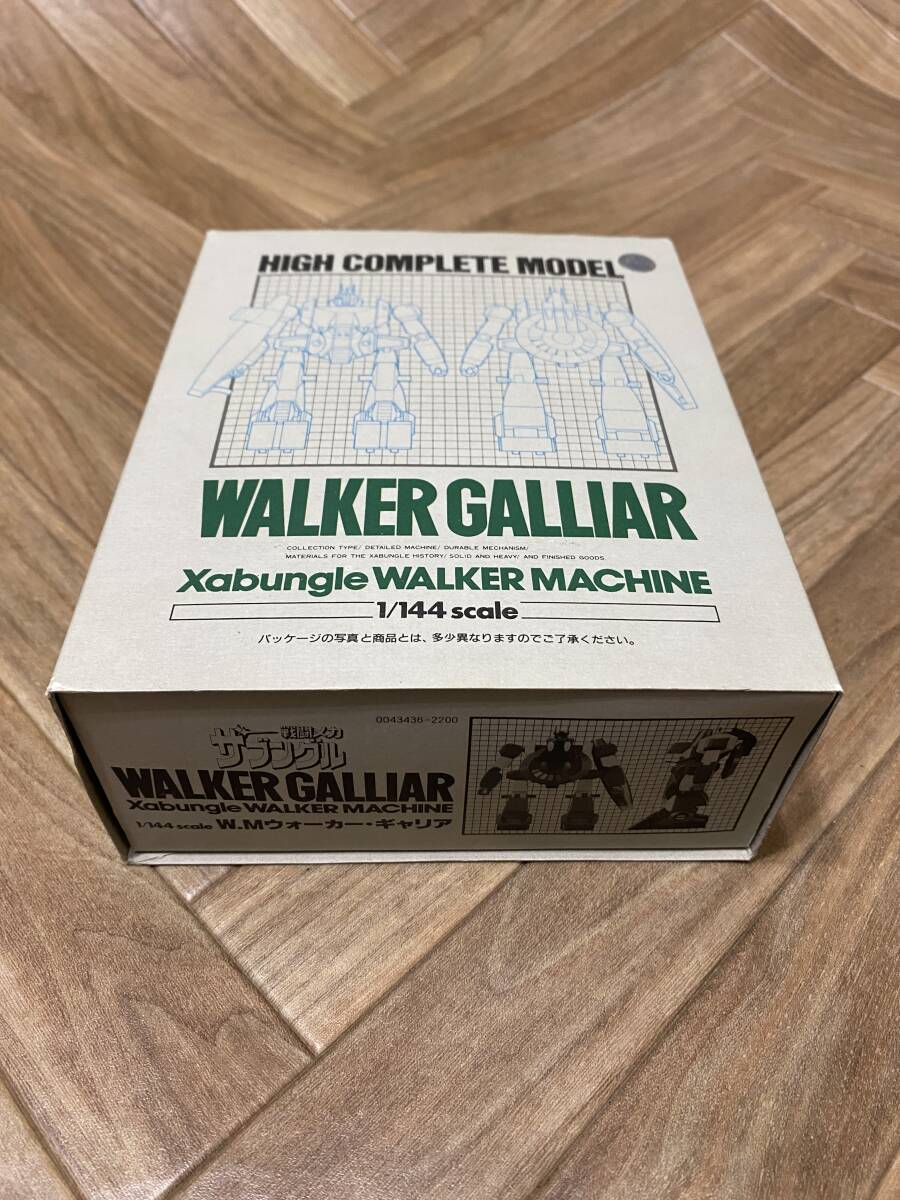 HIGH COMPLETE MODEL
WALKER GALLIAR
COLLECTION TYPE/ DETAILED MACHINE/ DURABLE MECHANISM/
MATERIALS FOR THE XABUNGLE HISTORY/ SOLID AND HEAVY/ AND FINISHED GOODS.
Xabungle WALKER MACHINE
1/144 scale
パッケージの写真と商品とは、多少異なりますのでご了承ください。
0043436-2200
戦闘メカ
ザブングル
WALKER GALLIAR
Xabungle WALKER MACHINE
1/144 scale W.Mウォーカー・ギャリア